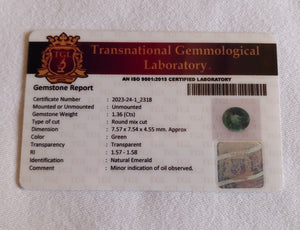 TGL
Transnational Gemmological
Laboratory
AN ISO 9001:2015 CERTIFIED LABORATORY
Gemstone Report
Certificate Number : 2023-24-1_2318
Mounted or Unmounted : Unmounted
Gemstone Weight : 1.36 (Cts)
Type of cut : Round mix cut
Dimension : 7.57 x 7.54 x 4.55 mm. Approx
Color : Green
Transparency : Transparent
RI : 1.57 - 1.58
Identification : Natural Emerald
Comment : Minor indication of oil observed.